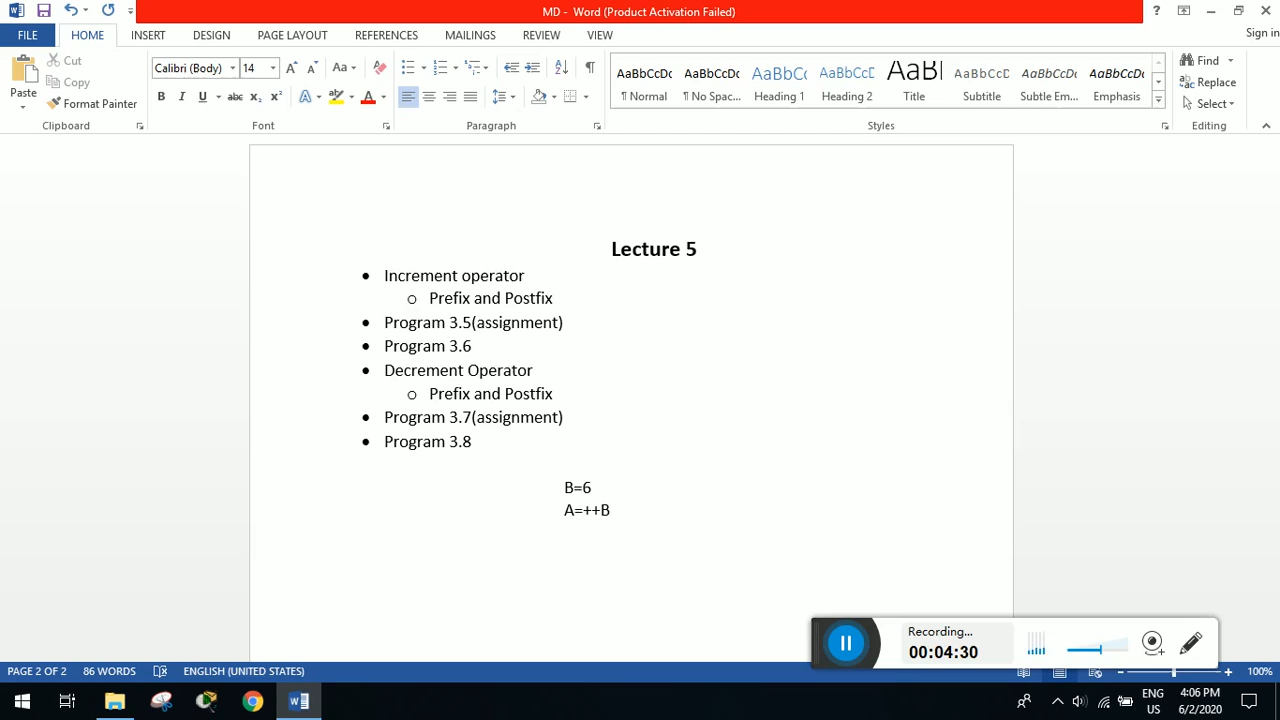 MD - Word (Product Activation Failed)
FILE HOME INSERT DESIGN PAGE LAYOUT REFERENCES MAILINGS REVIEW VIEW Sign in
Paste
Cut
Copy
Format Painter
Clipboard
Calibri (Body) 14
Font
Paragraph
AaBbCcDc AaBbCcDc AaBbCc AaBbCcD AaBl AaBbCcD AaBbCcDc AaBbCcDc
¶ Normal ¶ No Spac... Heading 1 Heading 2 Title Subtitle Subtle Em... Emphasis
Styles
Find
Replace
Select
Editing
Lecture 5
• Increment operator
o Prefix and Postfix
• Program 3.5(assignment)
• Program 3.6
• Decrement Operator
o Prefix and Postfix
• Program 3.7(assignment)
• Program 3.8
B=6
A=++B
Recording...
00:04:30
PAGE 2 OF 2 86 WORDS ENGLISH (UNITED STATES) 100%
ENG
US
4:06 PM
6/2/2020